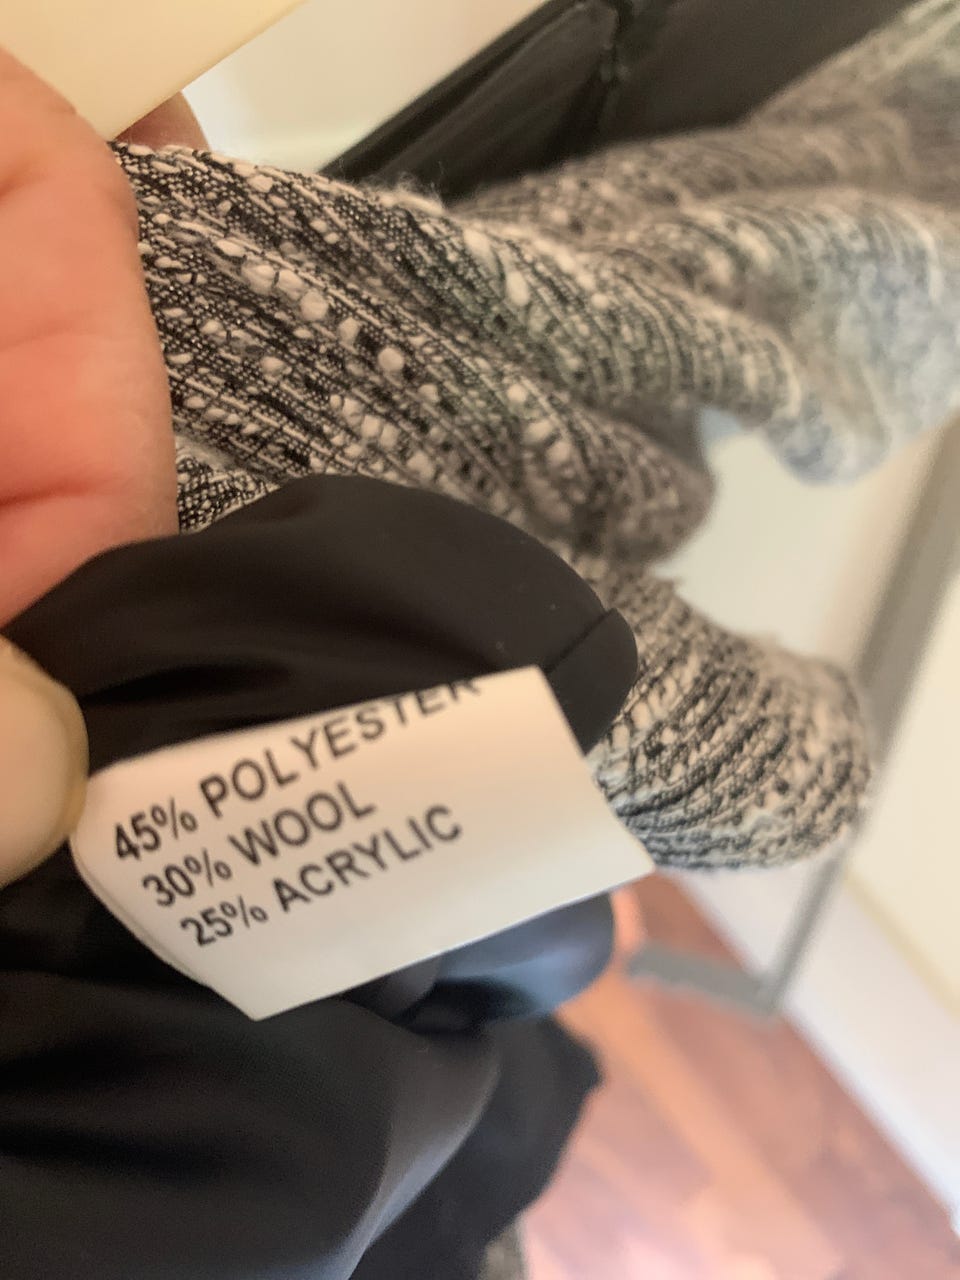 45% POLYESTER
30% WOOL
25% ACRYLIC